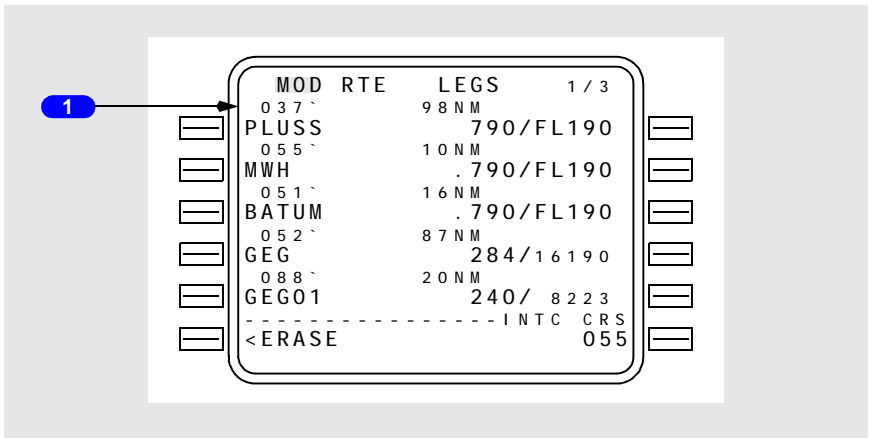 MOD RTE LEGS 1/3
1
037` 98NM
PLUSS 790/FL190
055` 10NM
MWH .790/FL190
051` 16NM
BATUM .790/FL190
052` 87NM
GEG 284/16190
088` 20NM
GEG01 240/ 8223
-----------------INTC CRS
<ERASE 055